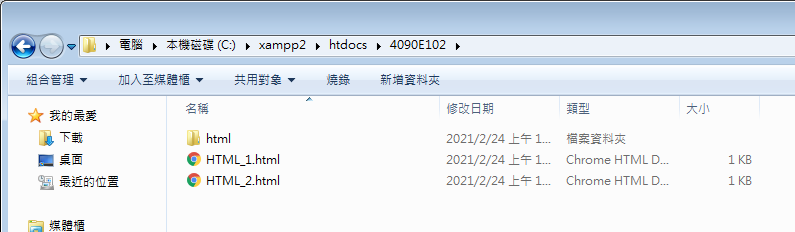 電腦 ▸ 本機磁碟 (C:) ▸ xampp2 ▸ htdocs ▸ 4090E102 ▸
組合管理 ▼ 加入至媒體櫃 ▼ 共用對象 ▼ 燒錄 新增資料夾
我的最愛
下載
桌面
最近的位置
媒體櫃
名稱 修改日期 類型 大小
html 2021/2/24 上午 1... 檔案資料夾
HTML_1.html 2021/2/24 上午 1... Chrome HTML D... 1 KB
HTML_2.html 2021/2/24 上午 1... Chrome HTML D... 1 KB